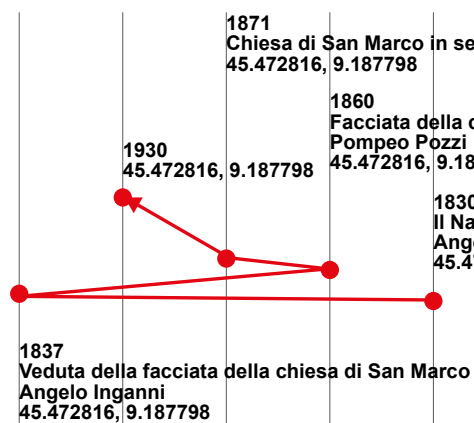 1871
Chiesa di San Marco in se
45.472816, 9.187798
1860
Facciata della c
Pompeo Pozzi
45.472816, 9.18
1930
45.472816, 9.187798
1830
Il Na
Ange
45.47
1837
Veduta della facciata della chiesa di San Marco
Angelo Inganni
45.472816, 9.187798